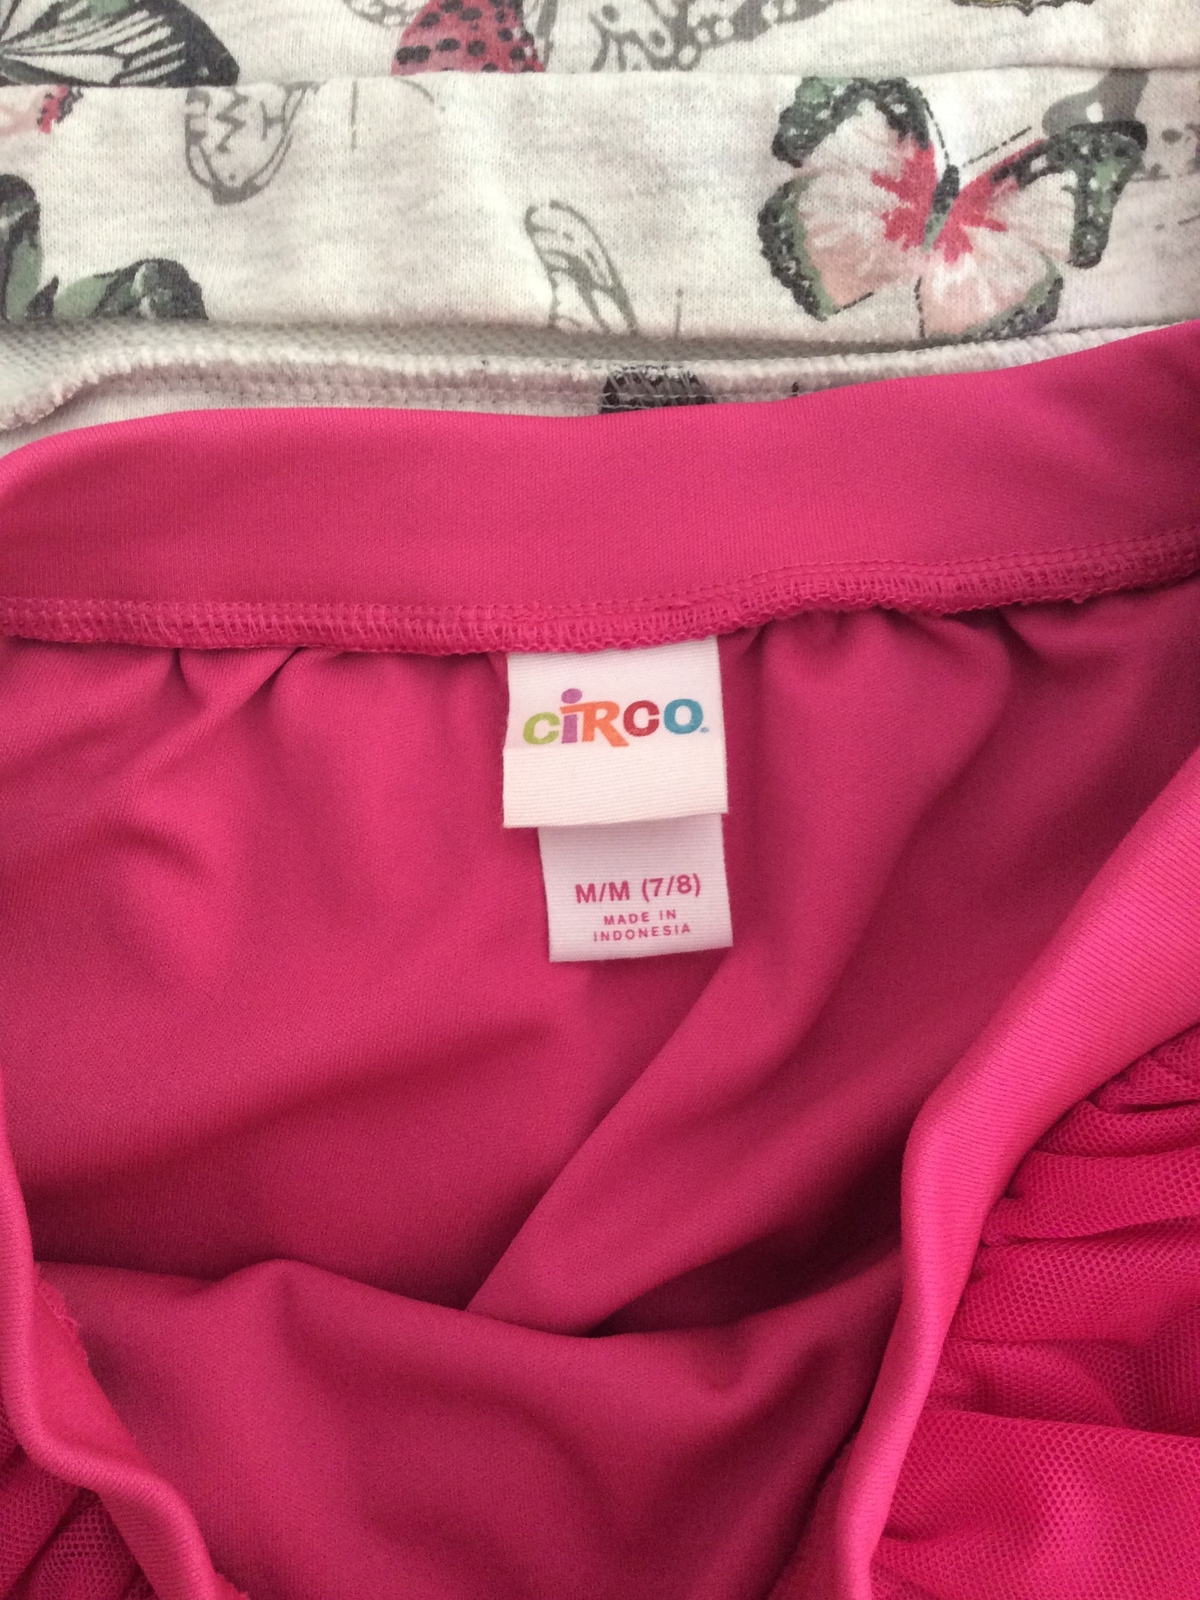 CiRCO.
M/M (7/8)
MADE IN
INDONESIA